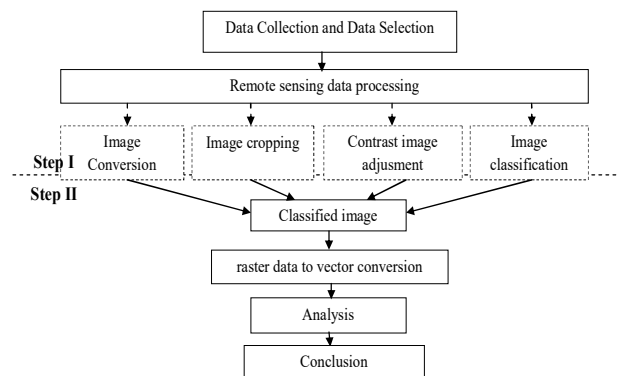 Data Collection and Data Selection
Remote sensing data processing
Image
Conversion
Image cropping
Contrast image
adjusment
Image
classification
Step I
Step II
Classified image
raster data to vector conversion
Analysis
Conclusion